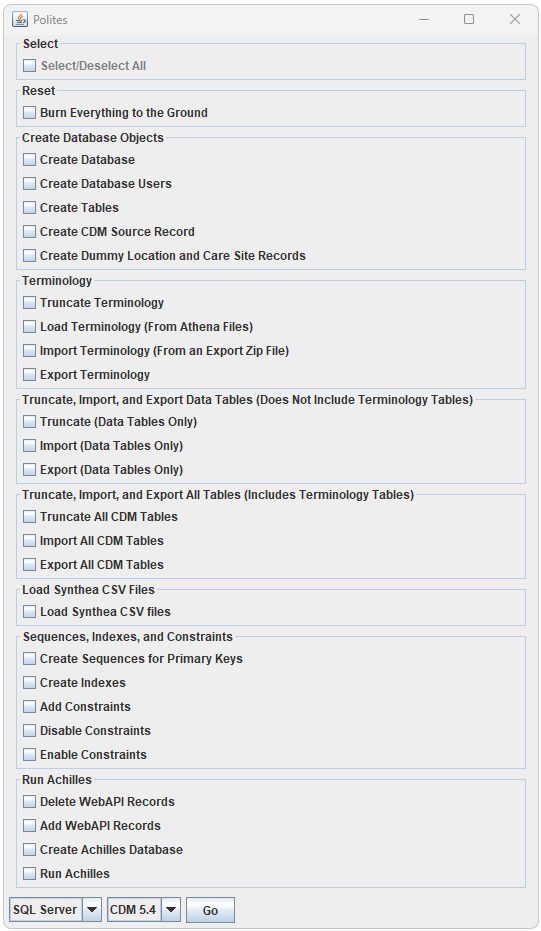 Polites
Select
Select/Deselect All
Reset
Burn Everything to the Ground
Create Database Objects
Create Database
Create Database Users
Create Tables
Create CDM Source Record
Create Dummy Location and Care Site Records
Terminology
Truncate Terminology
Load Terminology (From Athena Files)
Import Terminology (From an Export Zip File)
Export Terminology
Truncate, Import, and Export Data Tables (Does Not Include Terminology Tables)
Truncate (Data Tables Only)
Import (Data Tables Only)
Export (Data Tables Only)
Truncate, Import, and Export All Tables (Includes Terminology Tables)
Truncate All CDM Tables
Import All CDM Tables
Export All CDM Tables
Load Synthea CSV Files
Load Synthea CSV files
Sequences, Indexes, and Constraints
Create Sequences for Primary Keys
Create Indexes
Add Constraints
Disable Constraints
Enable Constraints
Run Achilles
Delete WebAPI Records
Add WebAPI Records
Create Achilles Database
Run Achilles
SQL Server CDM 5.4 Go